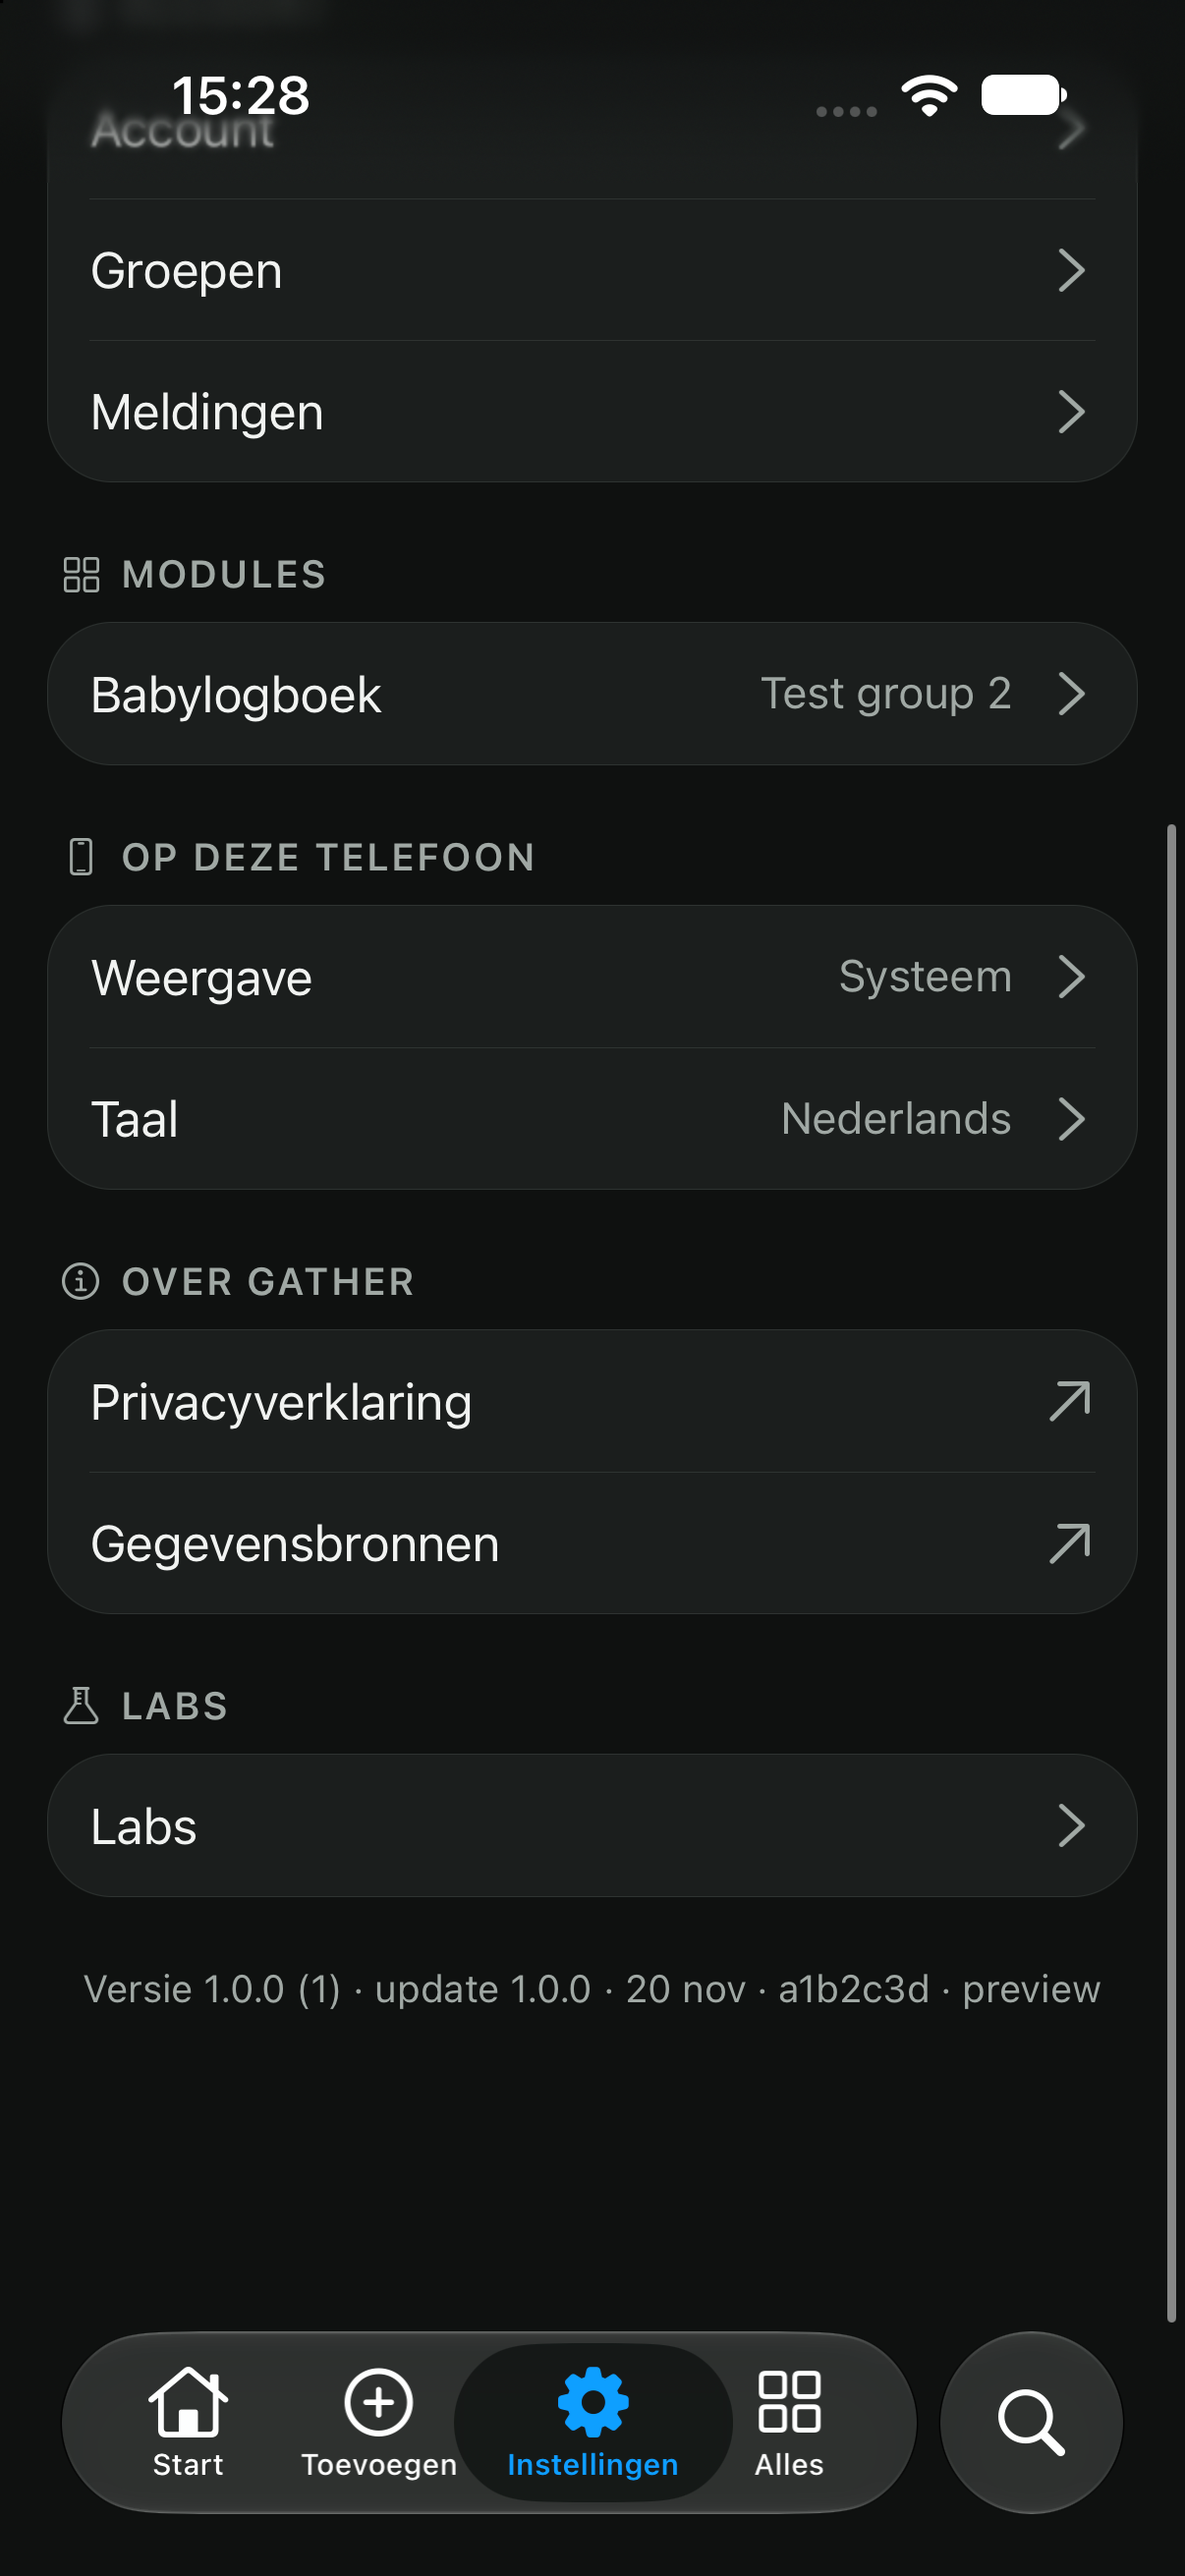 15:28
Account
Groepen
Meldingen
MODULES
Babylogboek Test group 2
OP DEZE TELEFOON
Weergave Systeem
Taal Nederlands
OVER GATHER
Privacyverklaring
Gegevensbronnen
LABS
Labs
Versie 1.0.0 (1) · update 1.0.0 · 20 nov · a1b2c3d · preview
Start Toevoegen Instellingen Alles